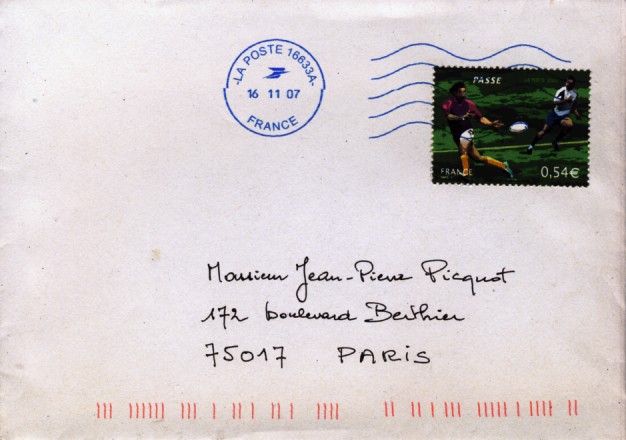 LA POSTE 16633A
16 11 07
FRANCE
PASSE
FRANCE
0,54€
Monsieur Jean-Pierre Picquot
172 boulevard Berthier
75017 PARIS